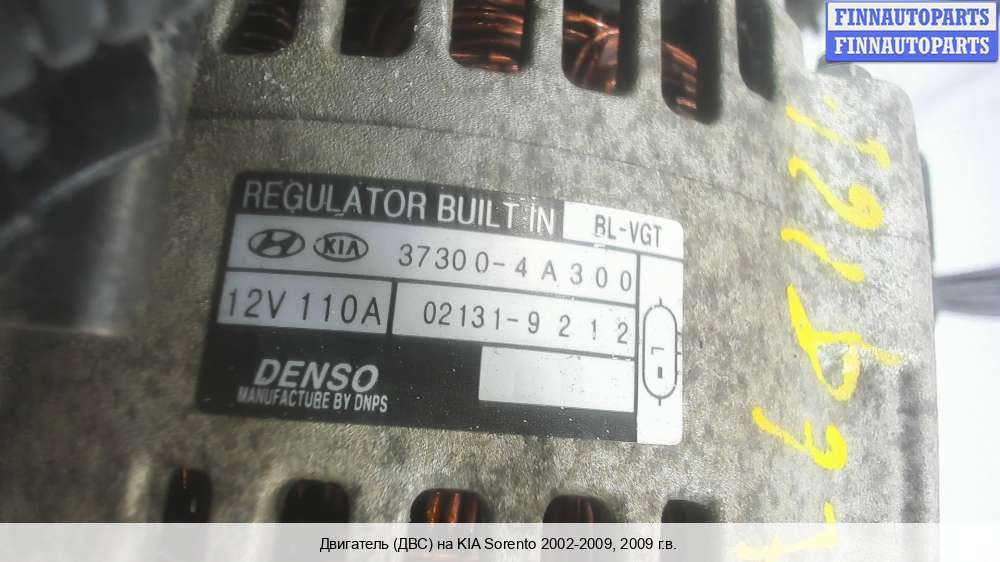 FINNAUTOPARTS
FINNAUTOPARTS
REGULATOR BUILT IN BL-VGT
KIA 37300-4A300
12V 110A 02131-9212
L
DENSO
MANUFACTURE BY DNPS
Двигатель (ДВС) на KIA Sorento 2002-2009, 2009 г.в.